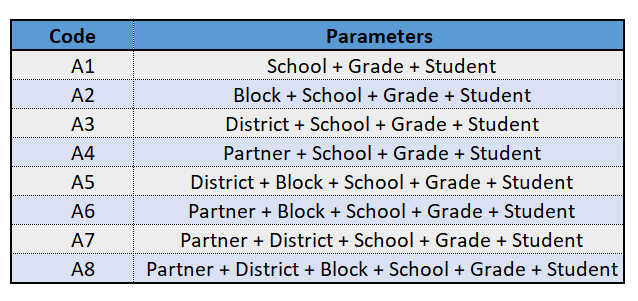 Code Parameters
A1 School + Grade + Student
A2 Block + School + Grade + Student
A3 District + School + Grade + Student
A4 Partner + School + Grade + Student
A5 District + Block + School + Grade + Student
A6 Partner + Block + School + Grade + Student
A7 Partner + District + School + Grade + Student
A8 Partner + District + Block + School + Grade + Student